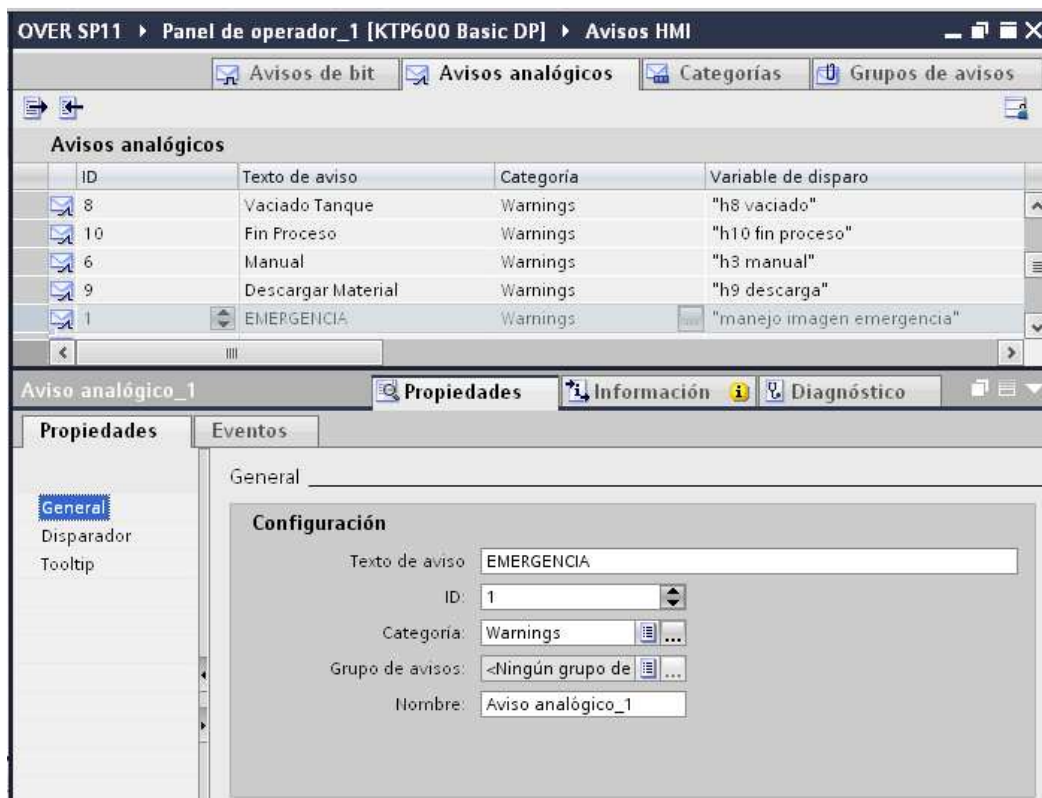 OVER SP11 ▸ Panel de operador_1 [KTP600 Basic DP] ▸ Avisos HMI
Avisos de bit Avisos analógicos Categorías Grupos de avisos
Avisos analógicos
ID Texto de aviso Categoría Variable de disparo
8 Vaciado Tanque Warnings "h8 vaciado"
10 Fin Proceso Warnings "h10 fin proceso"
6 Manual Warnings "h3 manual"
9 Descargar Material Warnings "h9 descarga"
1 EMERGENCIA Warnings ... "manejo imagen emergencia"
Aviso analógico_1 Propiedades Información Diagnóstico
Propiedades Eventos
General
General
Disparador
Tooltip
Configuración
Texto de aviso EMERGENCIA
ID: 1
Categoría: Warnings ...
Grupo de avisos: <Ningún grupo de ...
Nombre: Aviso analógico_1